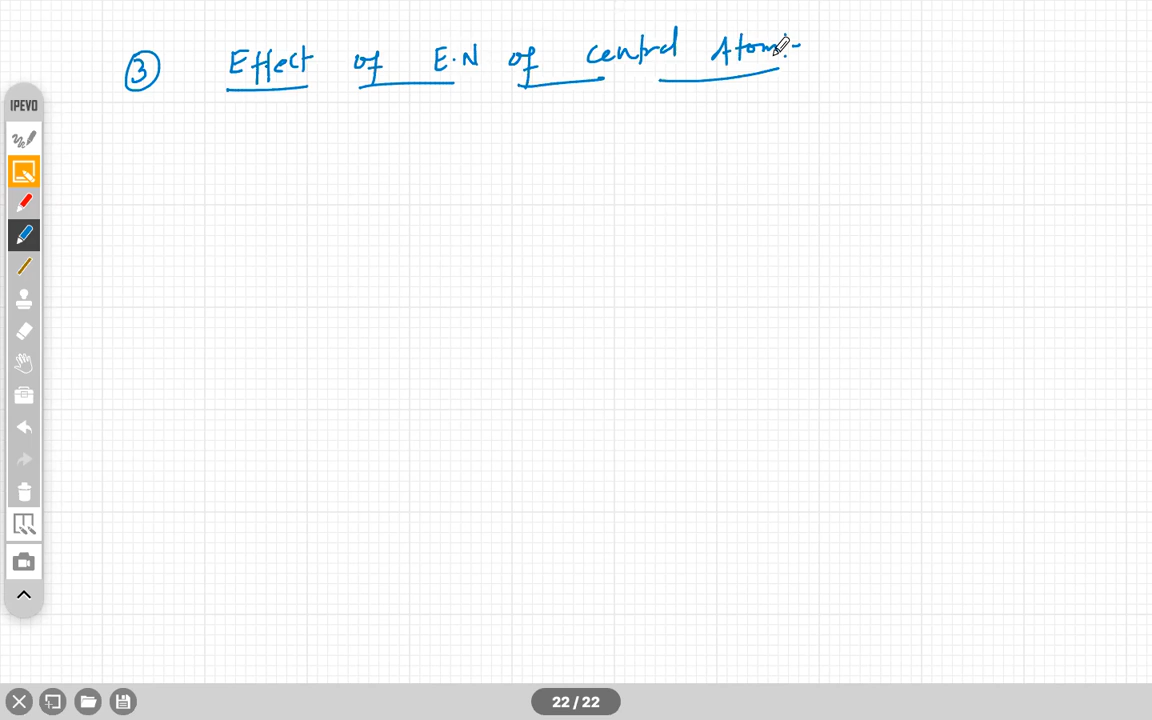 ③ Effect of E.N of central Atom:-
IPEVO
22 / 22